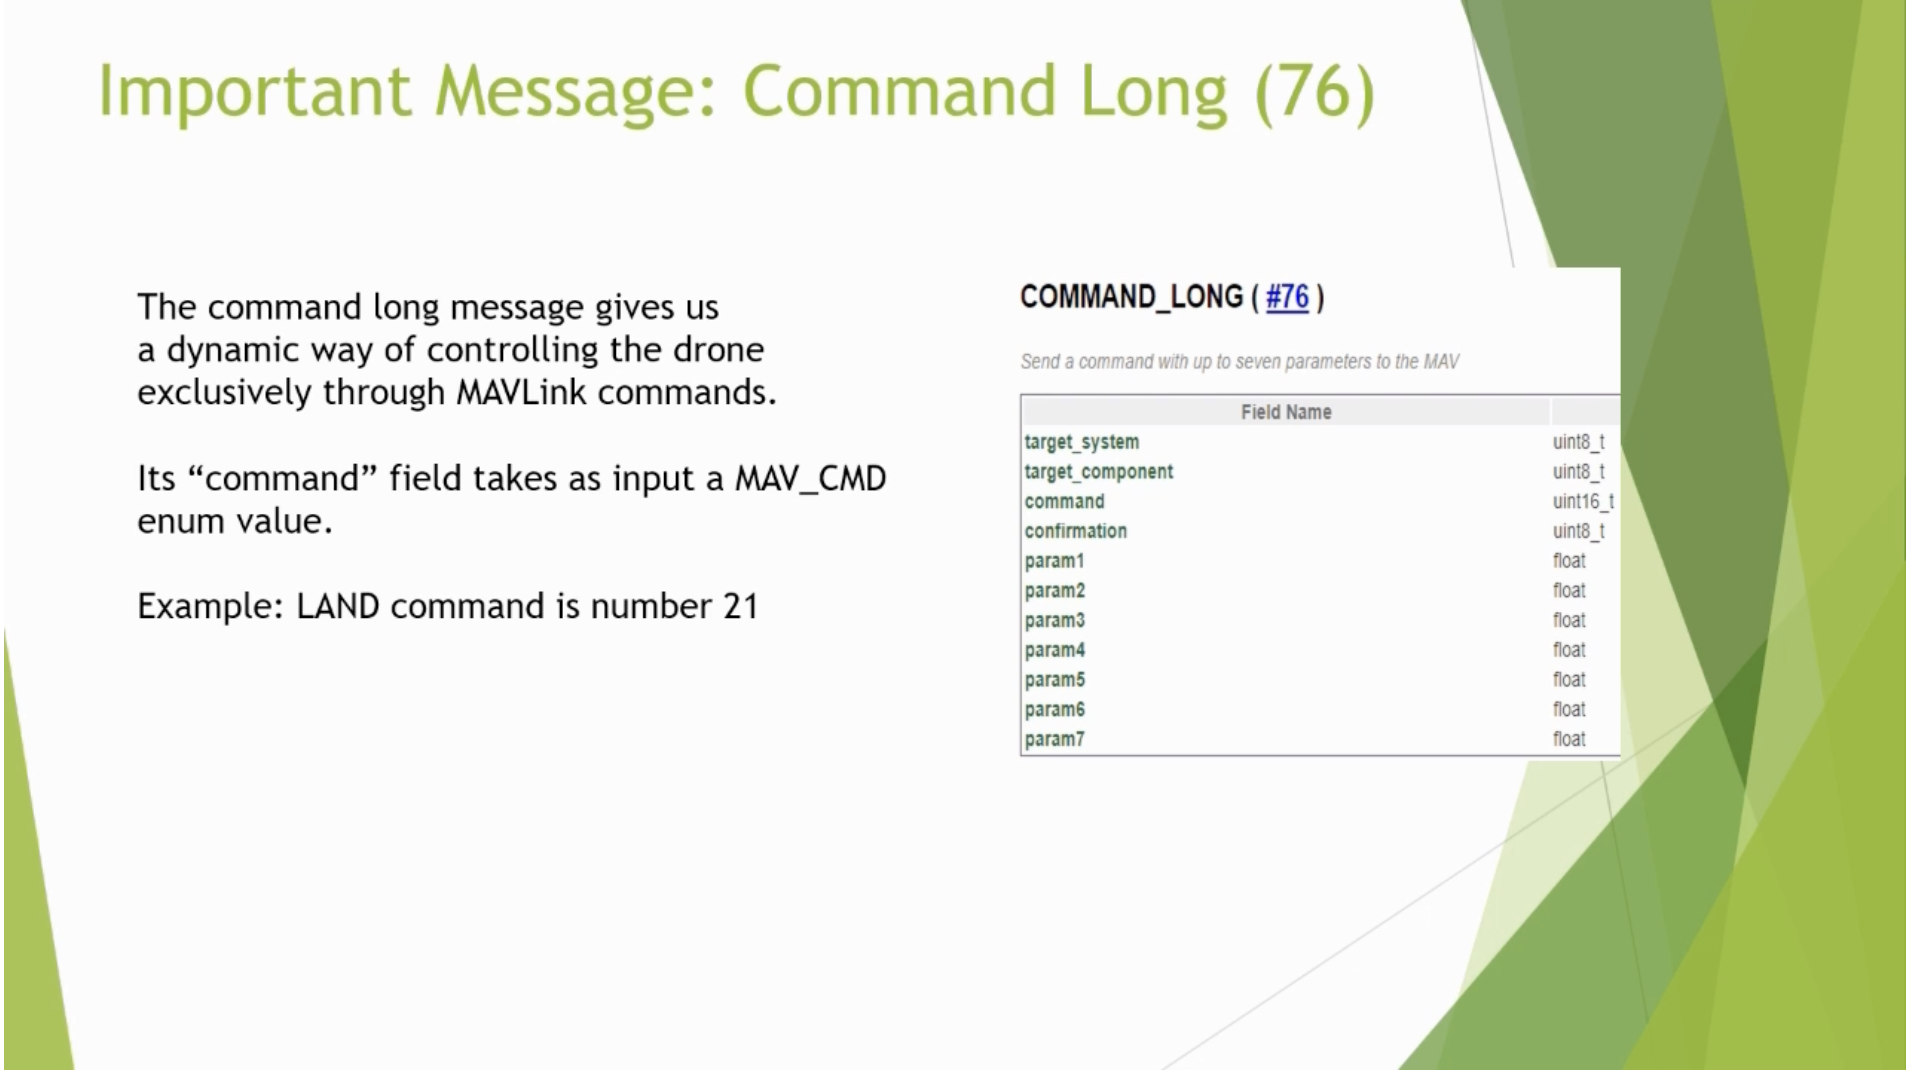 Important Message: Command Long (76)
The command long message gives us
a dynamic way of controlling the drone
exclusively through MAVLink commands.
Its “command” field takes as input a MAV_CMD
enum value.
Example: LAND command is number 21
COMMAND_LONG ( #76 )
Send a command with up to seven parameters to the MAV
Field Name
target_system uint8_t
target_component uint8_t
command uint16_t
confirmation uint8_t
param1 float
param2 float
param3 float
param4 float
param5 float
param6 float
param7 float